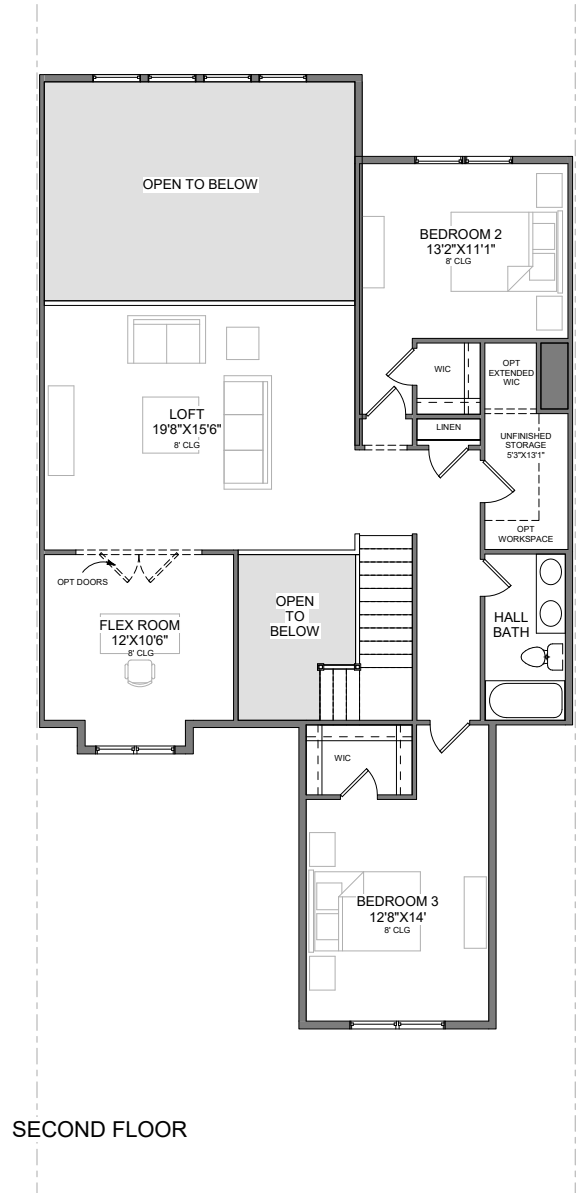 OPEN TO BELOW
BEDROOM 2
13'2"X11'1"
8' CLG
WIC
OPT
EXTENDED
WIC
LOFT
19'8"X15'6"
8' CLG
LINEN
UNFINISHED
STORAGE
5'3"X13'1"
OPT
WORKSPACE
OPT DOORS
FLEX ROOM
12'X10'6"
8' CLG
OPEN
TO
BELOW
HALL
BATH
WIC
BEDROOM 3
12'8"X14'
8' CLG
SECOND FLOOR